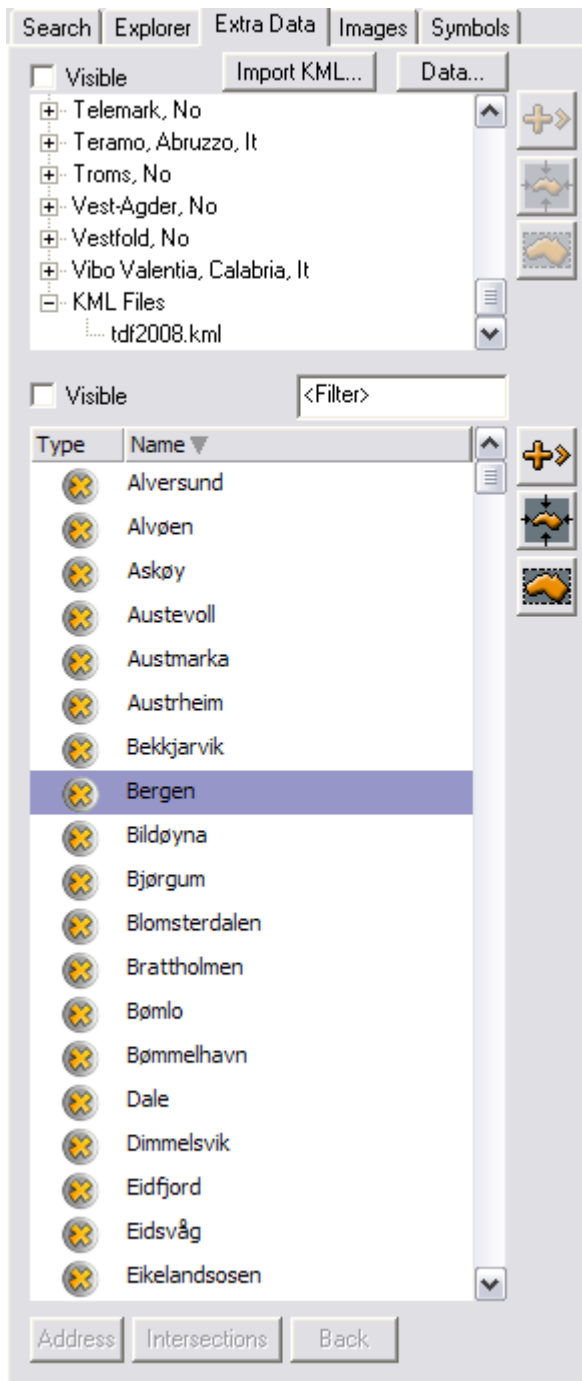 Search Explorer Extra Data Images Symbols
Visible Import KML... Data...
Telemark, No
Teramo, Abruzzo, It
Troms, No
Vest-Agder, No
Vestfold, No
Vibo Valentia, Calabria, It
KML Files
tdf2008.kml
Visible <Filter>
Type Name
Alversund
Alvøen
Askøy
Austevoll
Austmarka
Austrheim
Bekkjarvik
Bergen
Bildøyna
Bjørgum
Blomsterdalen
Brattholmen
Bømlo
Bømmelhavn
Dale
Dimmelsvik
Eidfjord
Eidsvåg
Eikelandsosen
Address Intersections Back